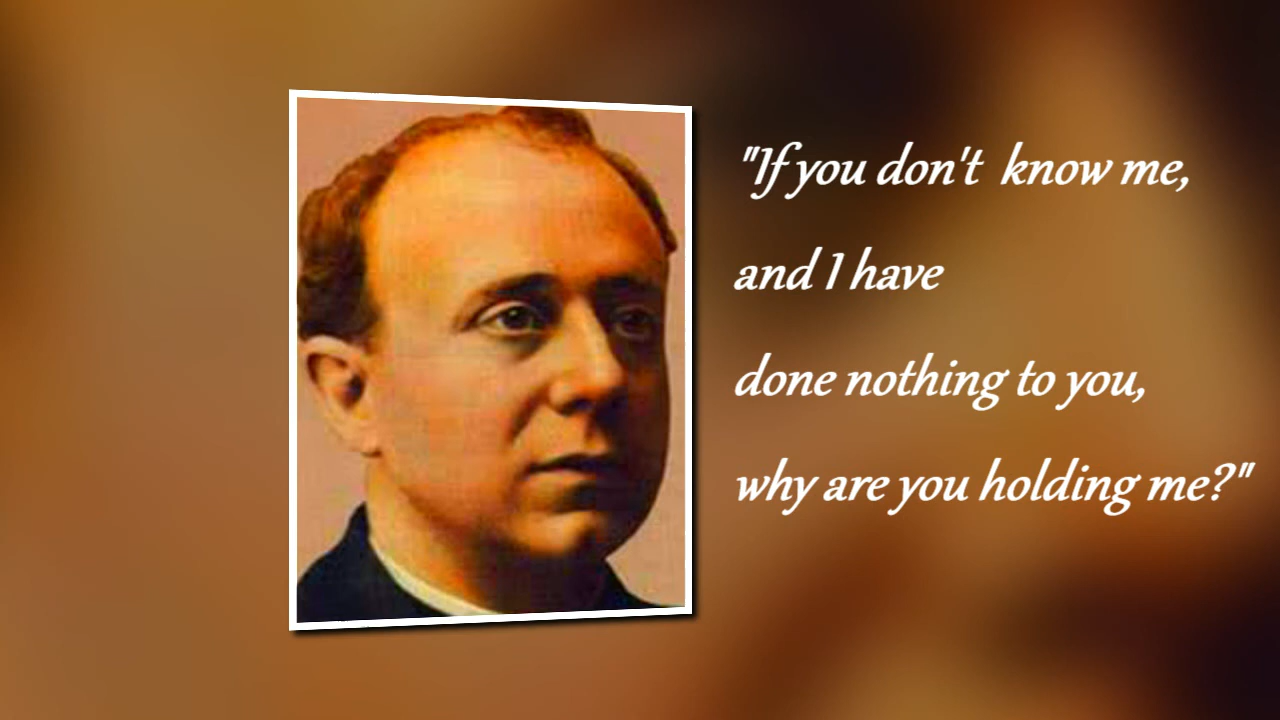 "If you don't  know me,
and I have
done nothing to you,
why are you holding me?"